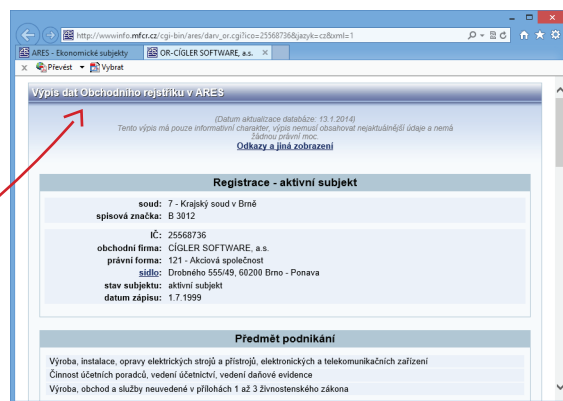 http://wwwinfo.mfcr.cz/cgi-bin/ares/darv_or.cgi?ico=25568736&jazyk=cz&xml=1
ARES - Ekonomické subjekty
OR-CÍGLER SOFTWARE, a.s.
Převést Vybrat
Výpis dat Obchodního rejstříku v ARES
(Datum aktualizace databáze: 13.1.2014)
Tento výpis má pouze informativní charakter, výpis nemusí obsahovat nejaktuálnější údaje a nemá
žádnou právní moc.
Odkazy a jiná zobrazení
Registrace - aktivní subjekt
soud: 7 - Krajský soud v Brně
spisová značka: B 3012
IČ: 25568736
obchodní firma: CÍGLER SOFTWARE, a.s.
právní forma: 121 - Akciová společnost
sídlo: Drobného 555/49, 60200 Brno - Ponava
stav subjektu: aktivní subjekt
datum zápisu: 1.7.1999
Předmět podnikání
Výroba, instalace, opravy elektrických strojů a přístrojů, elektronických a telekomunikačních zařízení
Činnost účetních poradců, vedení účetnictví, vedení daňové evidence
Výroba, obchod a služby neuvedené v přílohách 1 až 3 živnostenského zákona